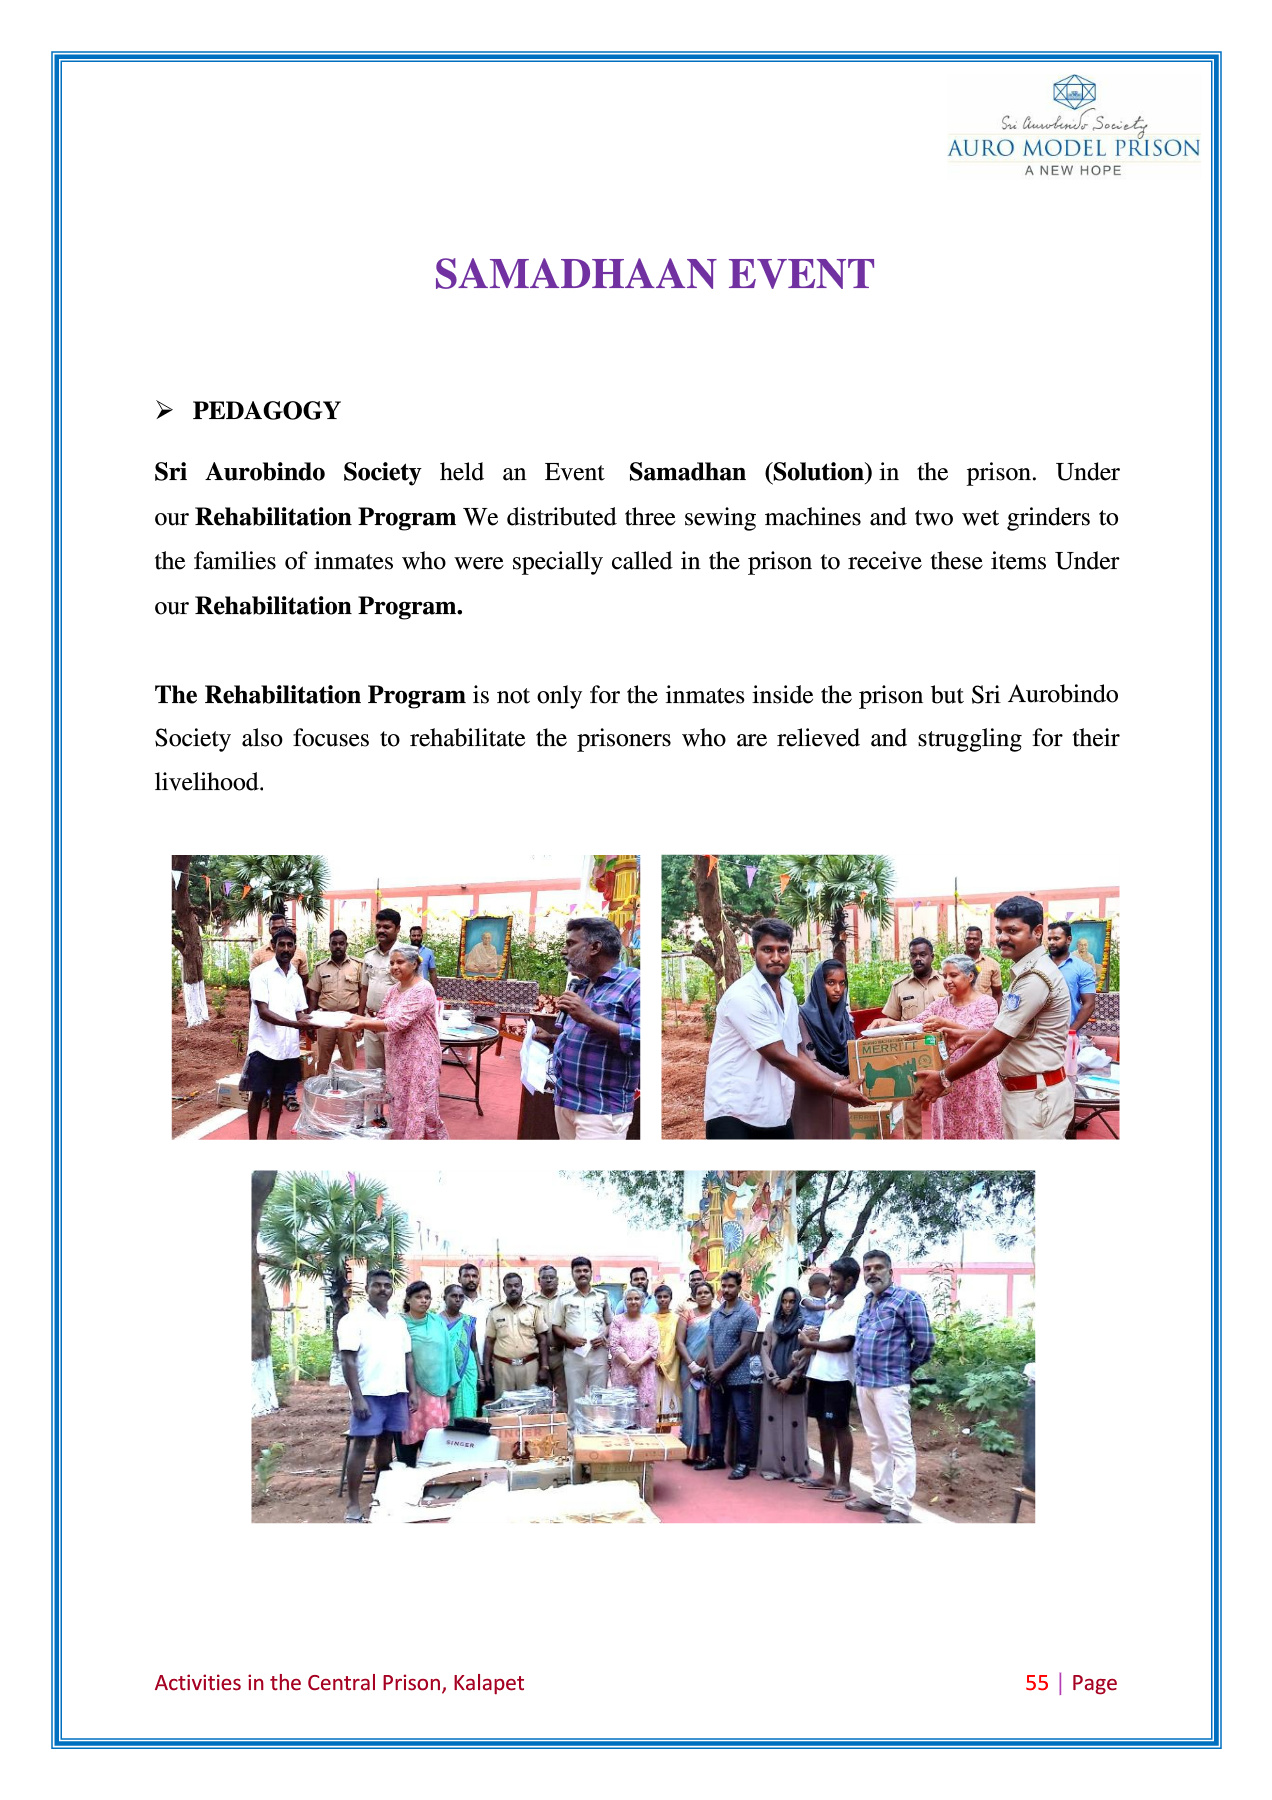 Sri Aurobindo Society
AURO MODEL PRISON
A NEW HOPE
SAMADHAAN EVENT
➢ PEDAGOGY
Sri Aurobindo Society held an Event Samadhan (Solution) in the prison. Under
our Rehabilitation Program We distributed three sewing machines and two wet grinders to
the families of inmates who were specially called in the prison to receive these items Under
our Rehabilitation Program.
The Rehabilitation Program is not only for the inmates inside the prison but Sri Aurobindo
Society also focuses to rehabilitate the prisoners who are relieved and struggling for their
livelihood.
MERRITT
SINGER
SINGER
Activities in the Central Prison, Kalapet
55 | Page